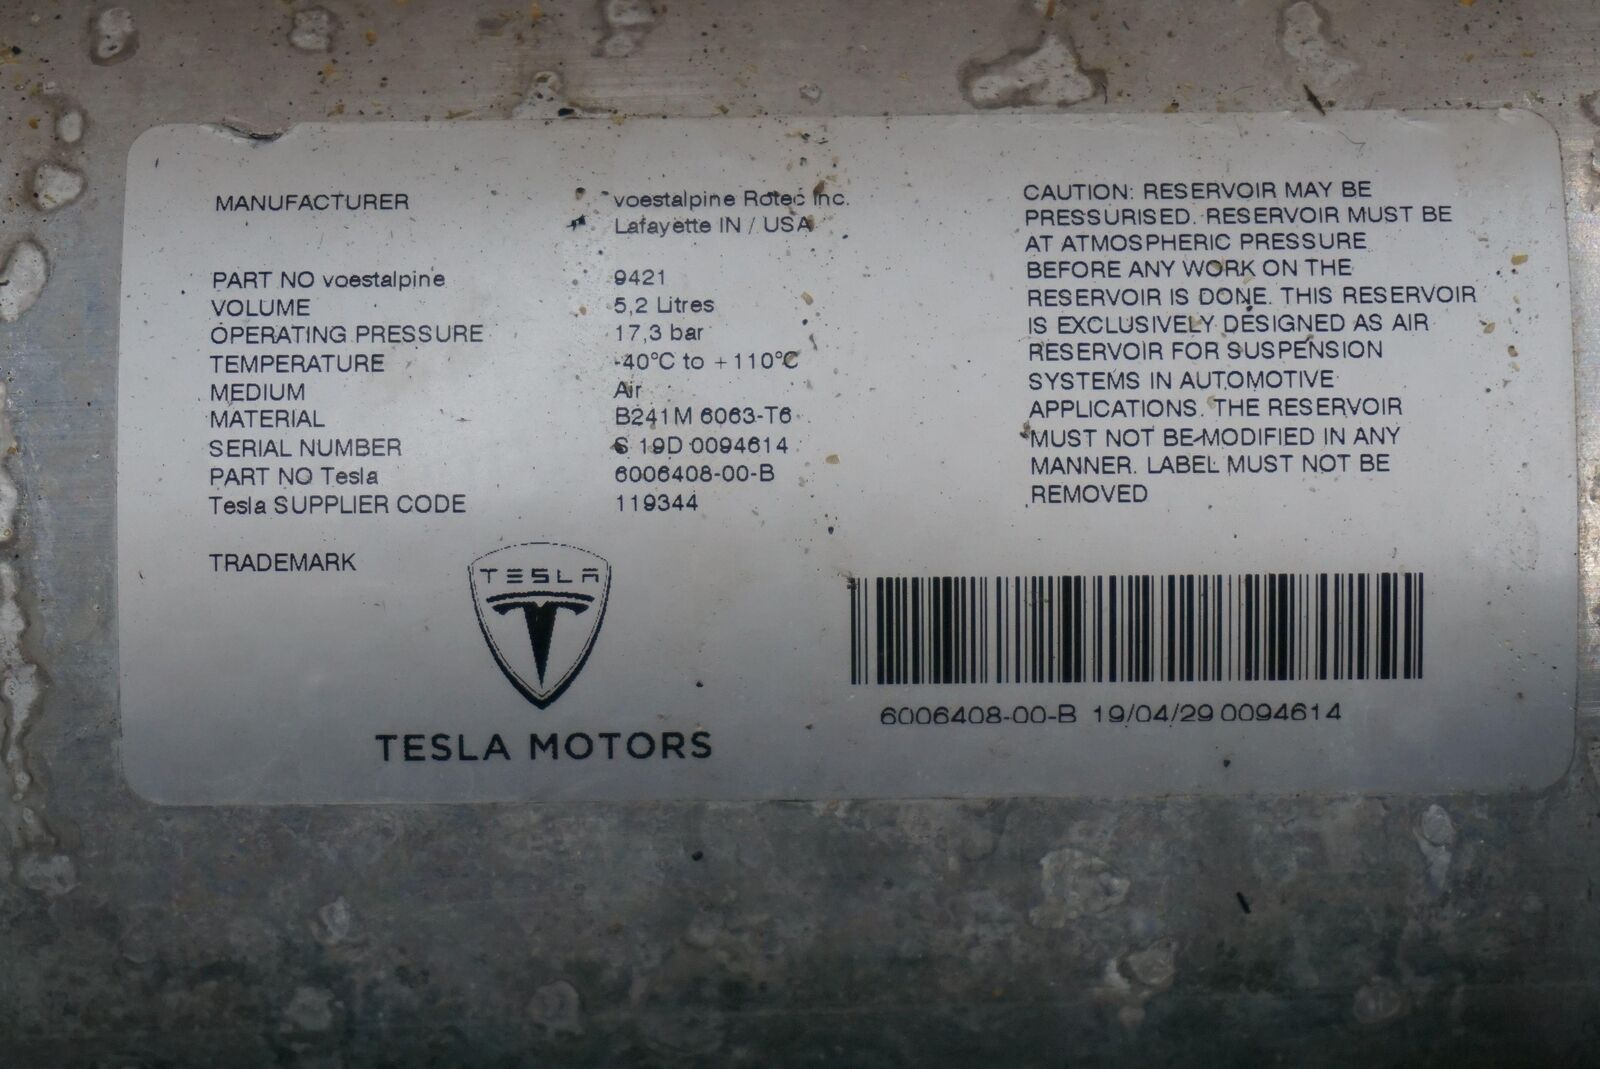 MANUFACTURER voestalpine Rotec Inc.
Lafayette IN / USA
PART NO voestalpine 9421
VOLUME 5,2 Litres
OPERATING PRESSURE 17,3 bar
TEMPERATURE -40°C to +110°C
MEDIUM Air
MATERIAL B241M 6063-T6
SERIAL NUMBER S 19D 0094614
PART NO Tesla 6006408-00-B
Tesla SUPPLIER CODE 119344
TRADEMARK
TESLA
TESLA MOTORS
CAUTION: RESERVOIR MAY BE
PRESSURISED. RESERVOIR MUST BE
AT ATMOSPHERIC PRESSURE
BEFORE ANY WORK ON THE
RESERVOIR IS DONE. THIS RESERVOIR
IS EXCLUSIVELY DESIGNED AS AIR
RESERVOIR FOR SUSPENSION
SYSTEMS IN AUTOMOTIVE
APPLICATIONS. THE RESERVOIR
MUST NOT BE MODIFIED IN ANY
MANNER. LABEL MUST NOT BE
REMOVED
6006408-00-B 19/04/29 0094614